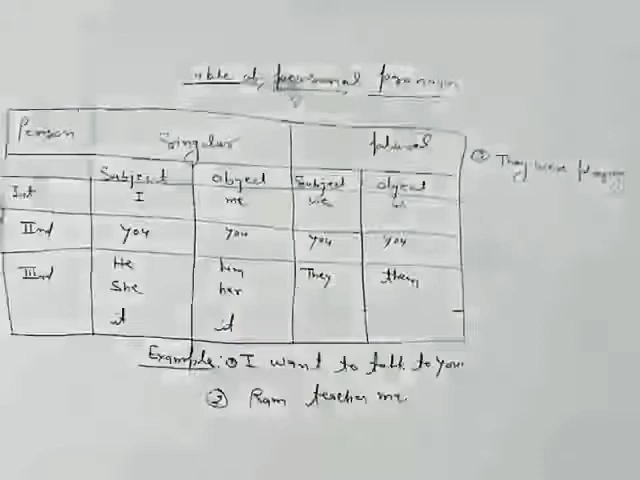 Table of personal pronoun
Person Singular plural
Subject Object Subject object
Ist I me we us
IInd you you you you
IIIrd He him They them
She her
it it
③ They were playing
Example: ① I want to talk to you
② Ram teaches me